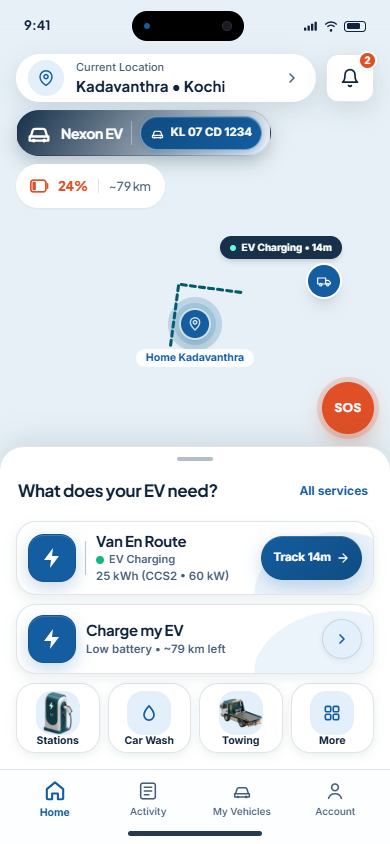 9:41
Current Location
Kadavanthra • Kochi
2
Nexon EV
KL 07 CD 1234
24%
~79 km
EV Charging • 14m
Home Kadavanthra
SOS
What does your EV need?
All services
Van En Route
EV Charging
25 kWh (CCS2 • 60 kW)
Track 14m →
Charge my EV
Low battery • ~79 km left
Stations
Car Wash
Towing
More
Home
Activity
My Vehicles
Account